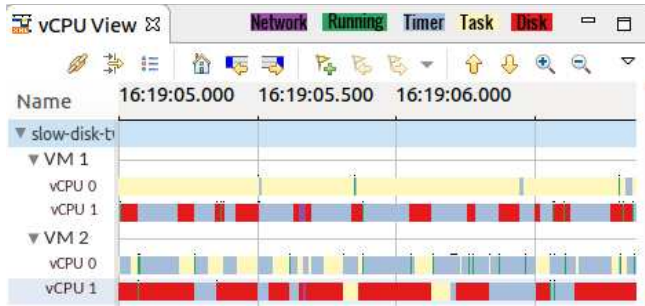 vCPU View
Network Running Timer Task Disk
Name 16:19:05.000 16:19:05.500 16:19:06.000
slow-disk-t
VM 1
vCPU 0
vCPU 1
VM 2
vCPU 0
vCPU 1